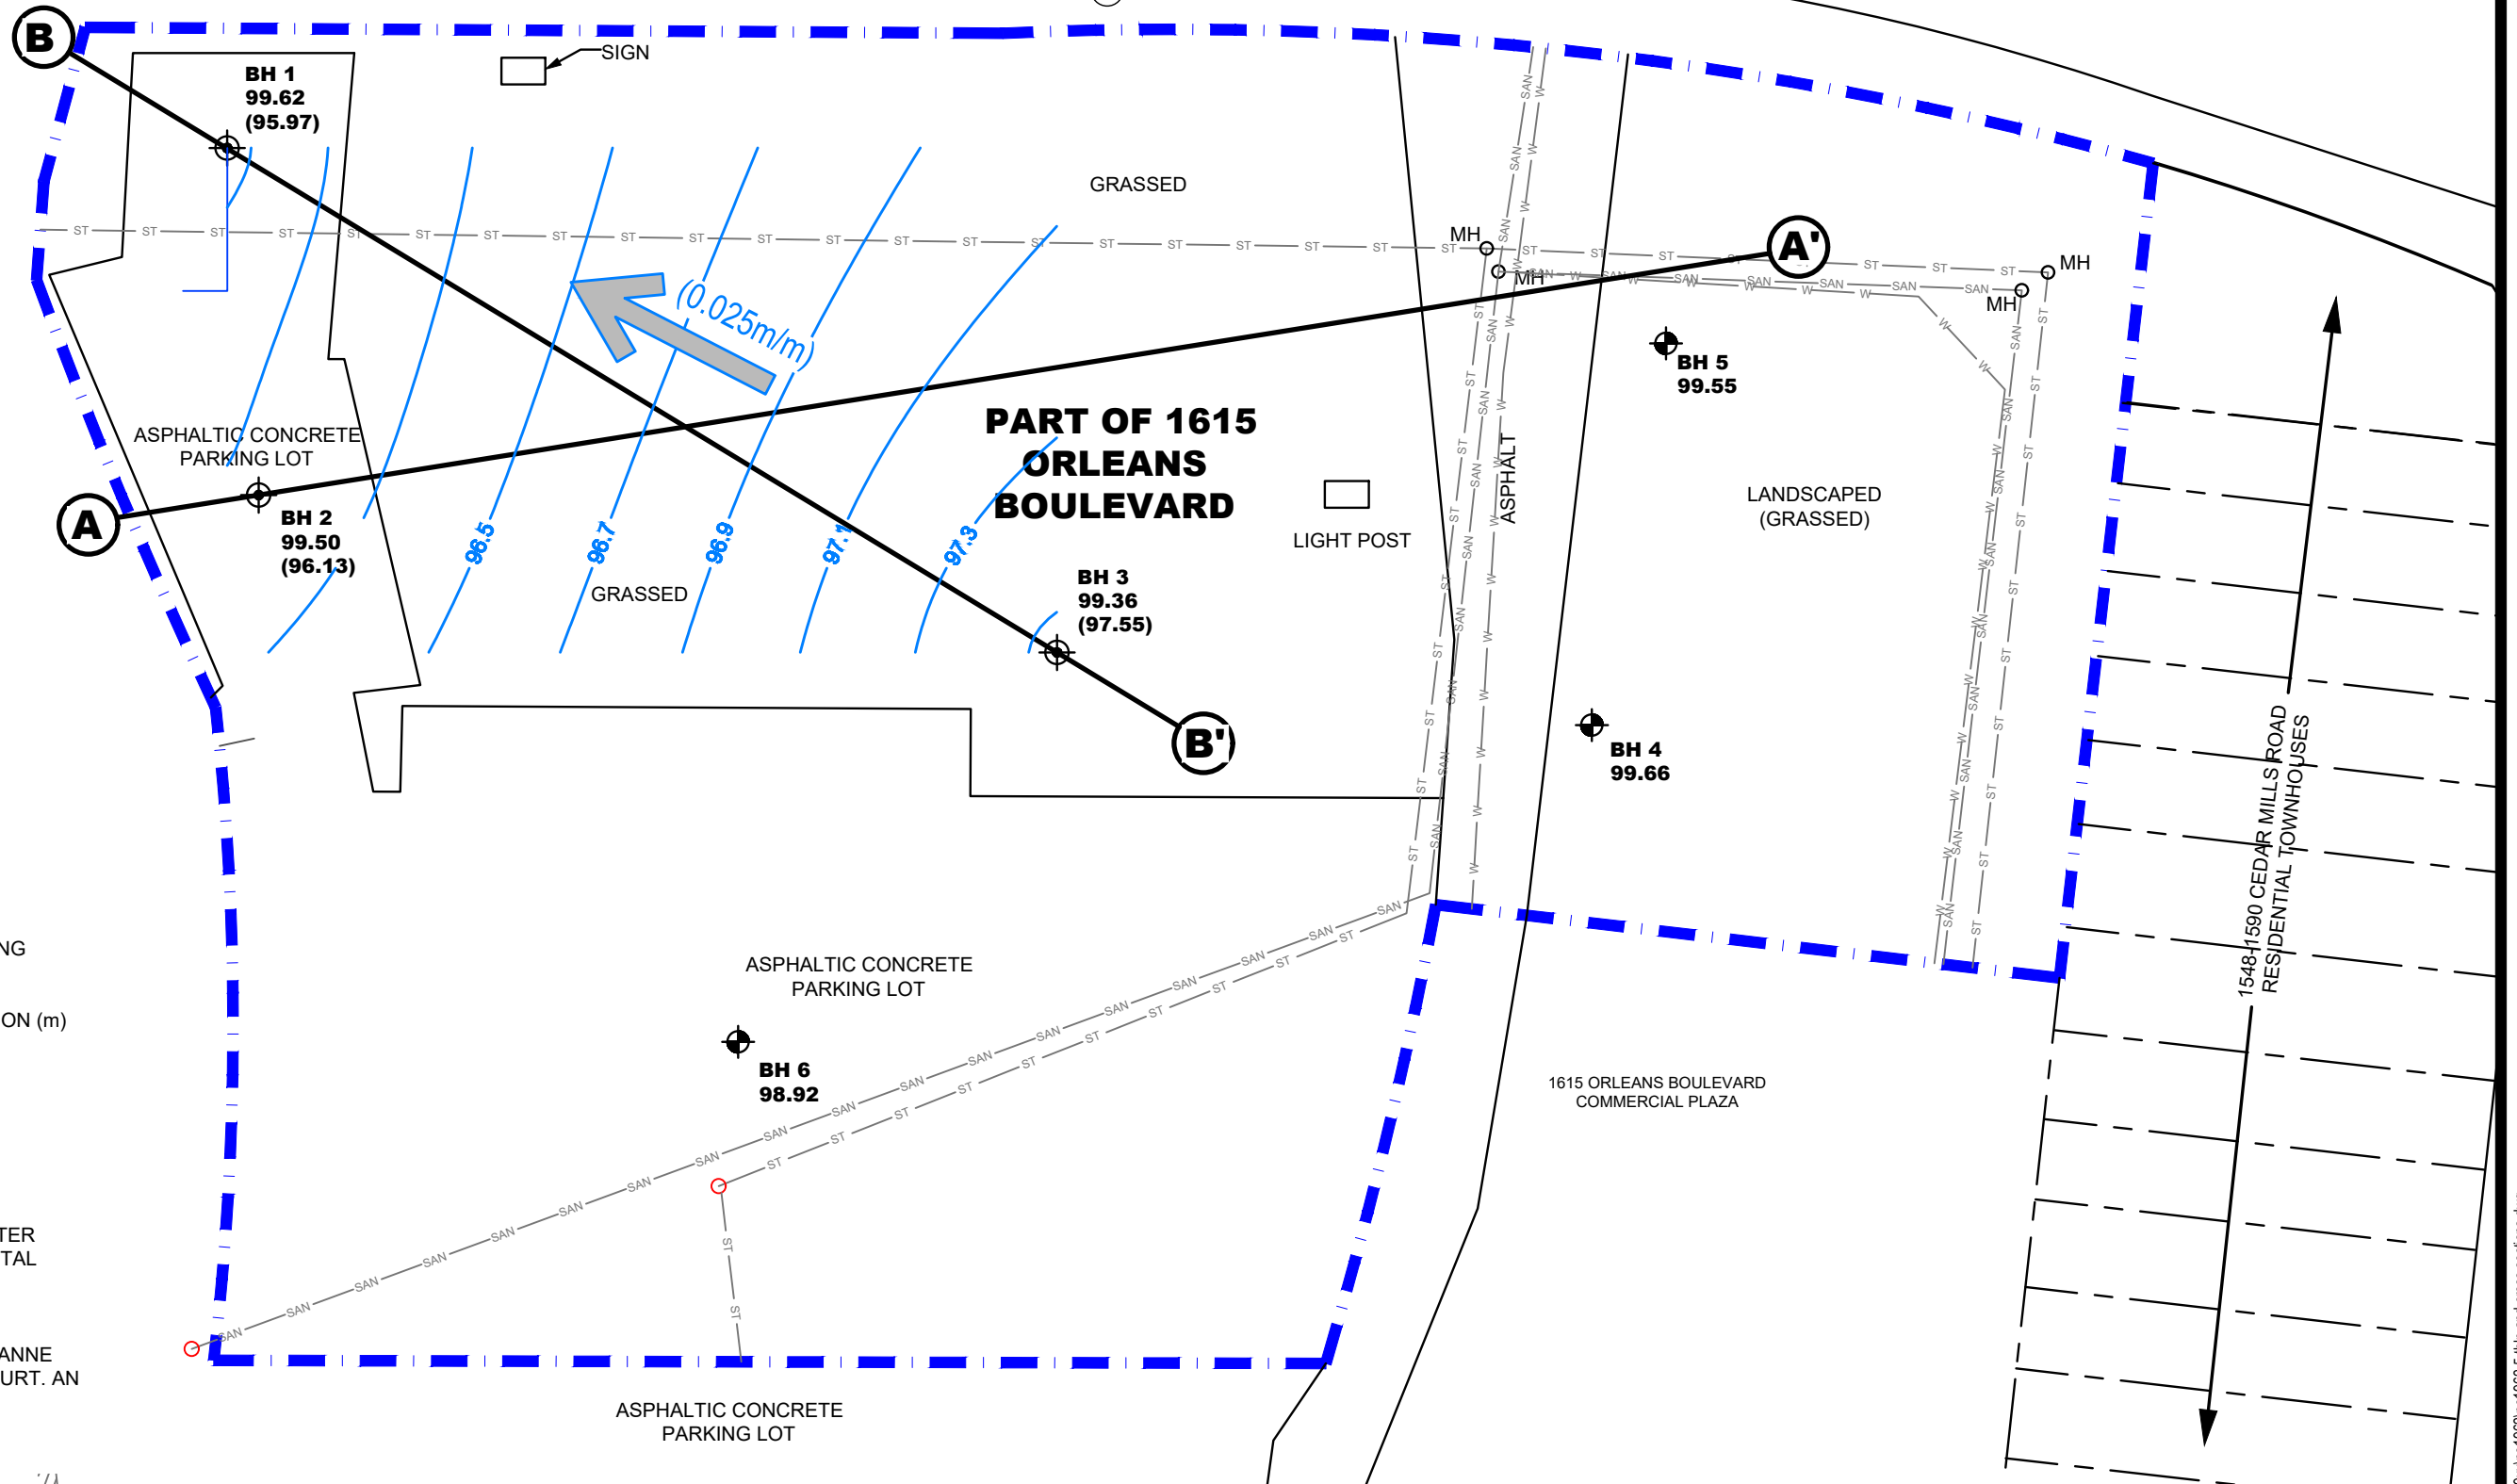 B
SIGN
BH 1
99.62
(95.97)
GRASSED
MH
A'
MH
MH
MH
(0.025m/m)
BH 5
99.55
ASPHALTIC CONCRETE
PARKING LOT
PART OF 1615
ORLEANS
BOULEVARD
ASPHALT
LANDSCAPED
(GRASSED)
A
BH 2
99.50
(96.13)
96.5
96.7
96.9
97.1
97.3
LIGHT POST
GRASSED
BH 3
99.36
(97.55)
B'
BH 4
99.66
1548-1590 CEDAR MILLS ROAD
RESIDENTIAL TOWNHOUSES
NG
ASPHALTIC CONCRETE
PARKING LOT
ON (m)
BH 6
98.92
1615 ORLEANS BOULEVARD
COMMERCIAL PLAZA
TER
TAL
ANNE
URT. AN
ASPHALTIC CONCRETE
PARKING LOT
ST
SAN
W